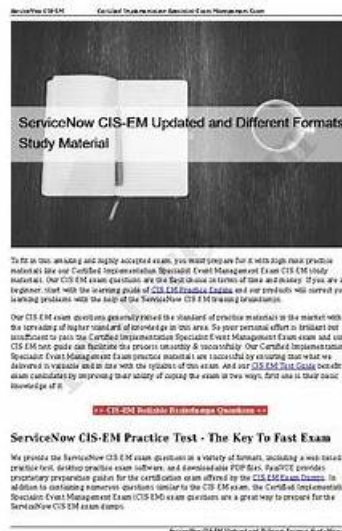 ServiceNow CIS-EM Certified Implementation Specialist Event Management Exam
ServiceNow CIS-EM Updated and Different Formats
Study Material
To fit in this amazing and highly accepted exam, you must prepare for it with high rank practice
materials like our Certified Implementation Specialist Event Management Exam CIS-EM study
materials. Our CIS-EM exam questions are the best choice in terms of time and money. If you are a
beginner, start with the learning guide of CIS-EM Practice Engine and our products will correct your
learning problems with the help of the ServiceNow CIS-EM training braindumps.
Our CIS-EM exam questions generally raised the standard of practice materials in the market with
the spreading of higher standard of knowledge in this area. So your personal effort is brilliant but
insufficient to pass the Certified Implementation Specialist Event Management Exam exam and our
CIS-EM test guide can facilitate the process smoothly & successfully. Our Certified Implementation
Specialist Event Management Exam practice materials are successful by ensuring that what we
delivered is valuable and in line with the syllabus of this exam. And our CIS-EM Test Guide benefit
exam candidates by improving their ability of coping the exam in two ways, first one is their basic
knowledge of it.
>> CIS-EM Reliable Braindumps Questions <<
ServiceNow CIS-EM Practice Test - The Key To Fast Exam
We provide the ServiceNow CIS-EM exam questions in a variety of formats, including a web-based
practice test, desktop practice exam software, and downloadable PDF files. provides
proprietary preparation guides for the certification exam offered by the CIS-EM Exam Dumps. In
addition to containing numerous questions similar to the CIS-EM exam, the Certified Implementation
Specialist Event Management Exam (CIS-EM) exam questions are a great way to prepare for the
ServiceNow CIS-EM exam dumps.
ServiceNow CIS-EM Updated and Different Formats Study Material